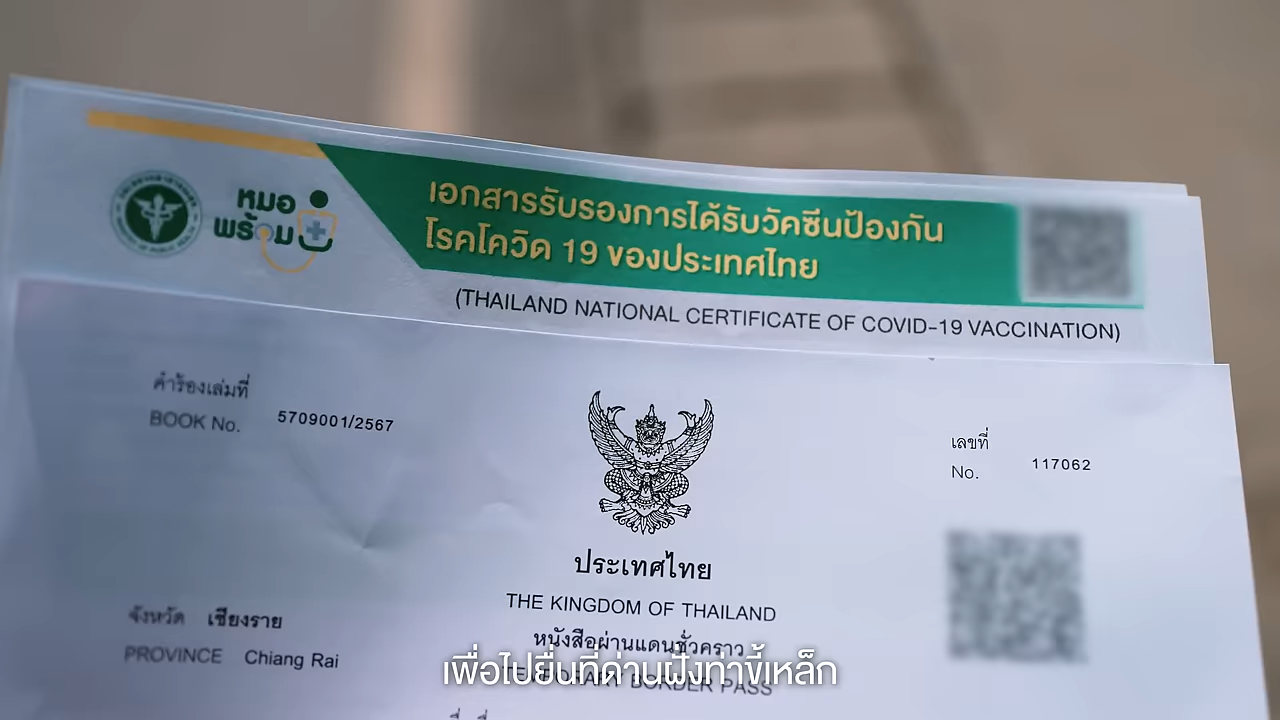 หมอ
พร้อม
เอกสารรับรองการได้รับวัคซีนป้องกัน
โรคโควิด 19 ของประเทศไทย
(THAILAND NATIONAL CERTIFICATE OF COVID-19 VACCINATION)
คำร้องเล่มที่
BOOK No. 5709001/2567
เลขที่
No. 117062
ประเทศไทย
THE KINGDOM OF THAILAND
จังหวัด เชียงราย
PROVINCE Chiang Rai
หนังสือผ่านแดนชั่วคราว
TEMPORARY BORDER PASS
เพื่อไปยื่นที่ด่านฝั่งท่าขี้เหล็ก